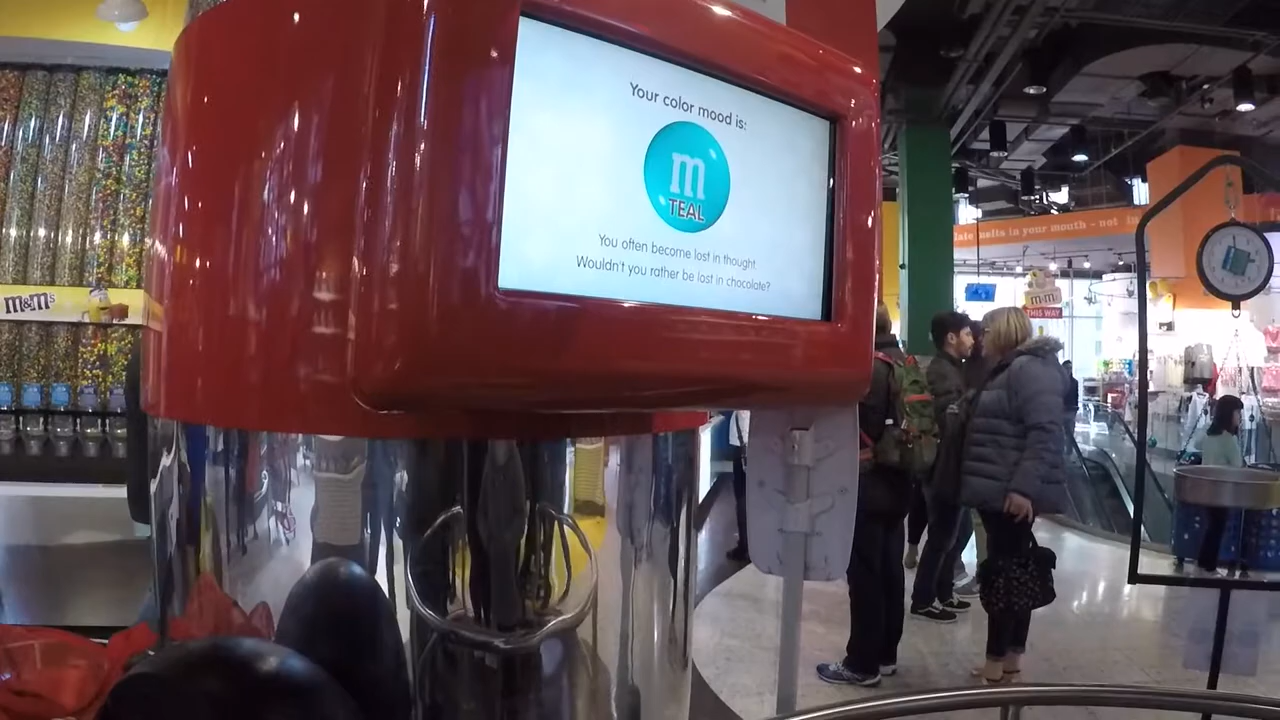 Your color mood is:
m
TEAL
You often become lost in thought.
Wouldn't you rather be lost in chocolate?
m&m's
melts in your mouth - not in
m&m's
THIS WAY